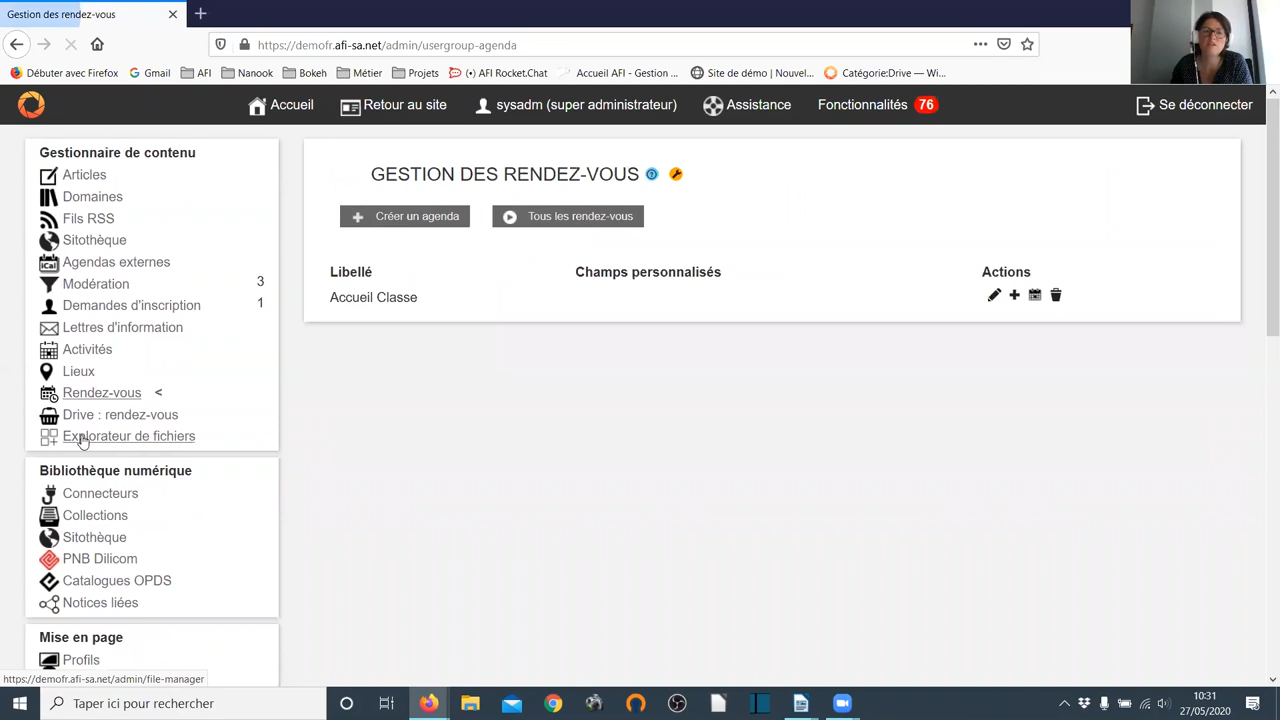 Gestion des rendez-vous
https://demofr.afi-sa.net/admin/usergroup-agenda
Débuter avec Firefox Gmail AFI Nanook Bokeh Métier Projets (•) AFI Rocket.Chat Accueil AFI - Gestion ... Site de démo | Nouvel... Catégorie:Drive — Wi...
Accueil Retour au site sysadm (super administrateur) Assistance Fonctionnalités 76 Se déconnecter
Gestionnaire de contenu
Articles
Domaines
Fils RSS
Sitothèque
iCal Agendas externes
Modération 3
Demandes d'inscription 1
Lettres d'information
Activités
Lieux
Rendez-vous <
Drive : rendez-vous
Explorateur de fichiers
Bibliothèque numérique
Connecteurs
Collections
Sitothèque
PNB Dilicom
Catalogues OPDS
Notices liées
Mise en page
Profils
GESTION DES RENDEZ-VOUS
Créer un agenda Tous les rendez-vous
Libellé Champs personnalisés Actions
Accueil Classe
https://demofr.afi-sa.net/admin/file-manager
Taper ici pour rechercher
10:31
27/05/2020